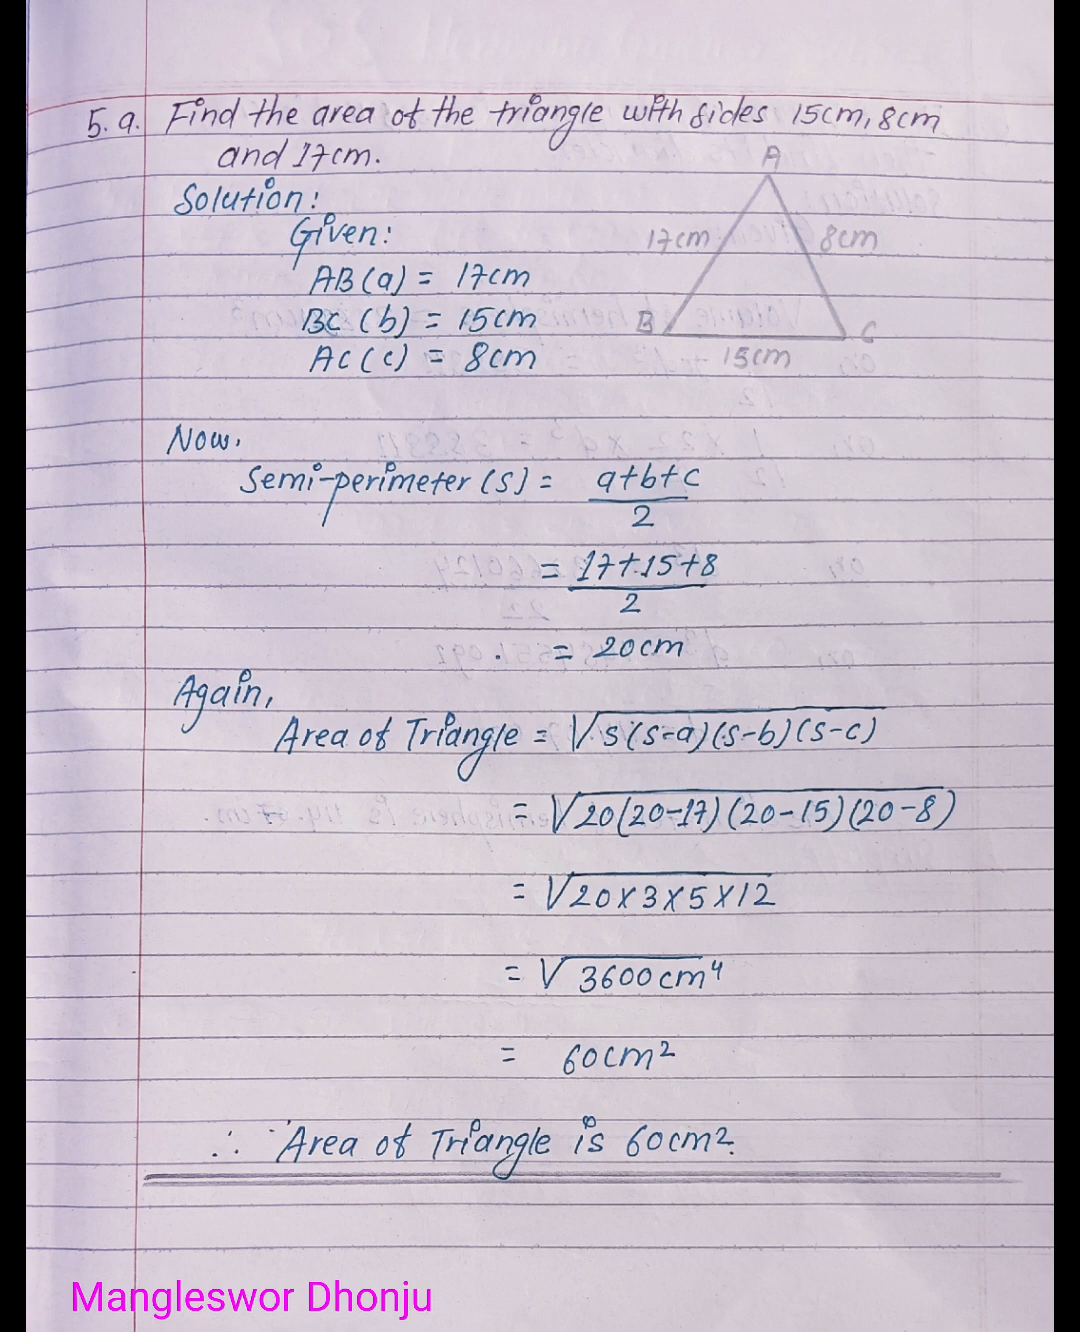 5.a. Find the area of the triangle with sides 15cm, 8cm
and 17cm.
A
17cm
8cm
B
C
15cm
Solution:
Given:
AB (a) = 17cm
BC (b) = 15cm
AC (c) = 8cm
Now,
Semi-perimeter (s) = a+b+c
2
= 17+15+8
2
= 20cm
Again,
Area of Triangle = √s(s-a)(s-b)(s-c)
= √20(20-17)(20-15)(20-8)
= √20×3×5×12
= √3600cm⁴
= 60cm²
∴ Area of Triangle is 60cm².
Mangleswor Dhonju